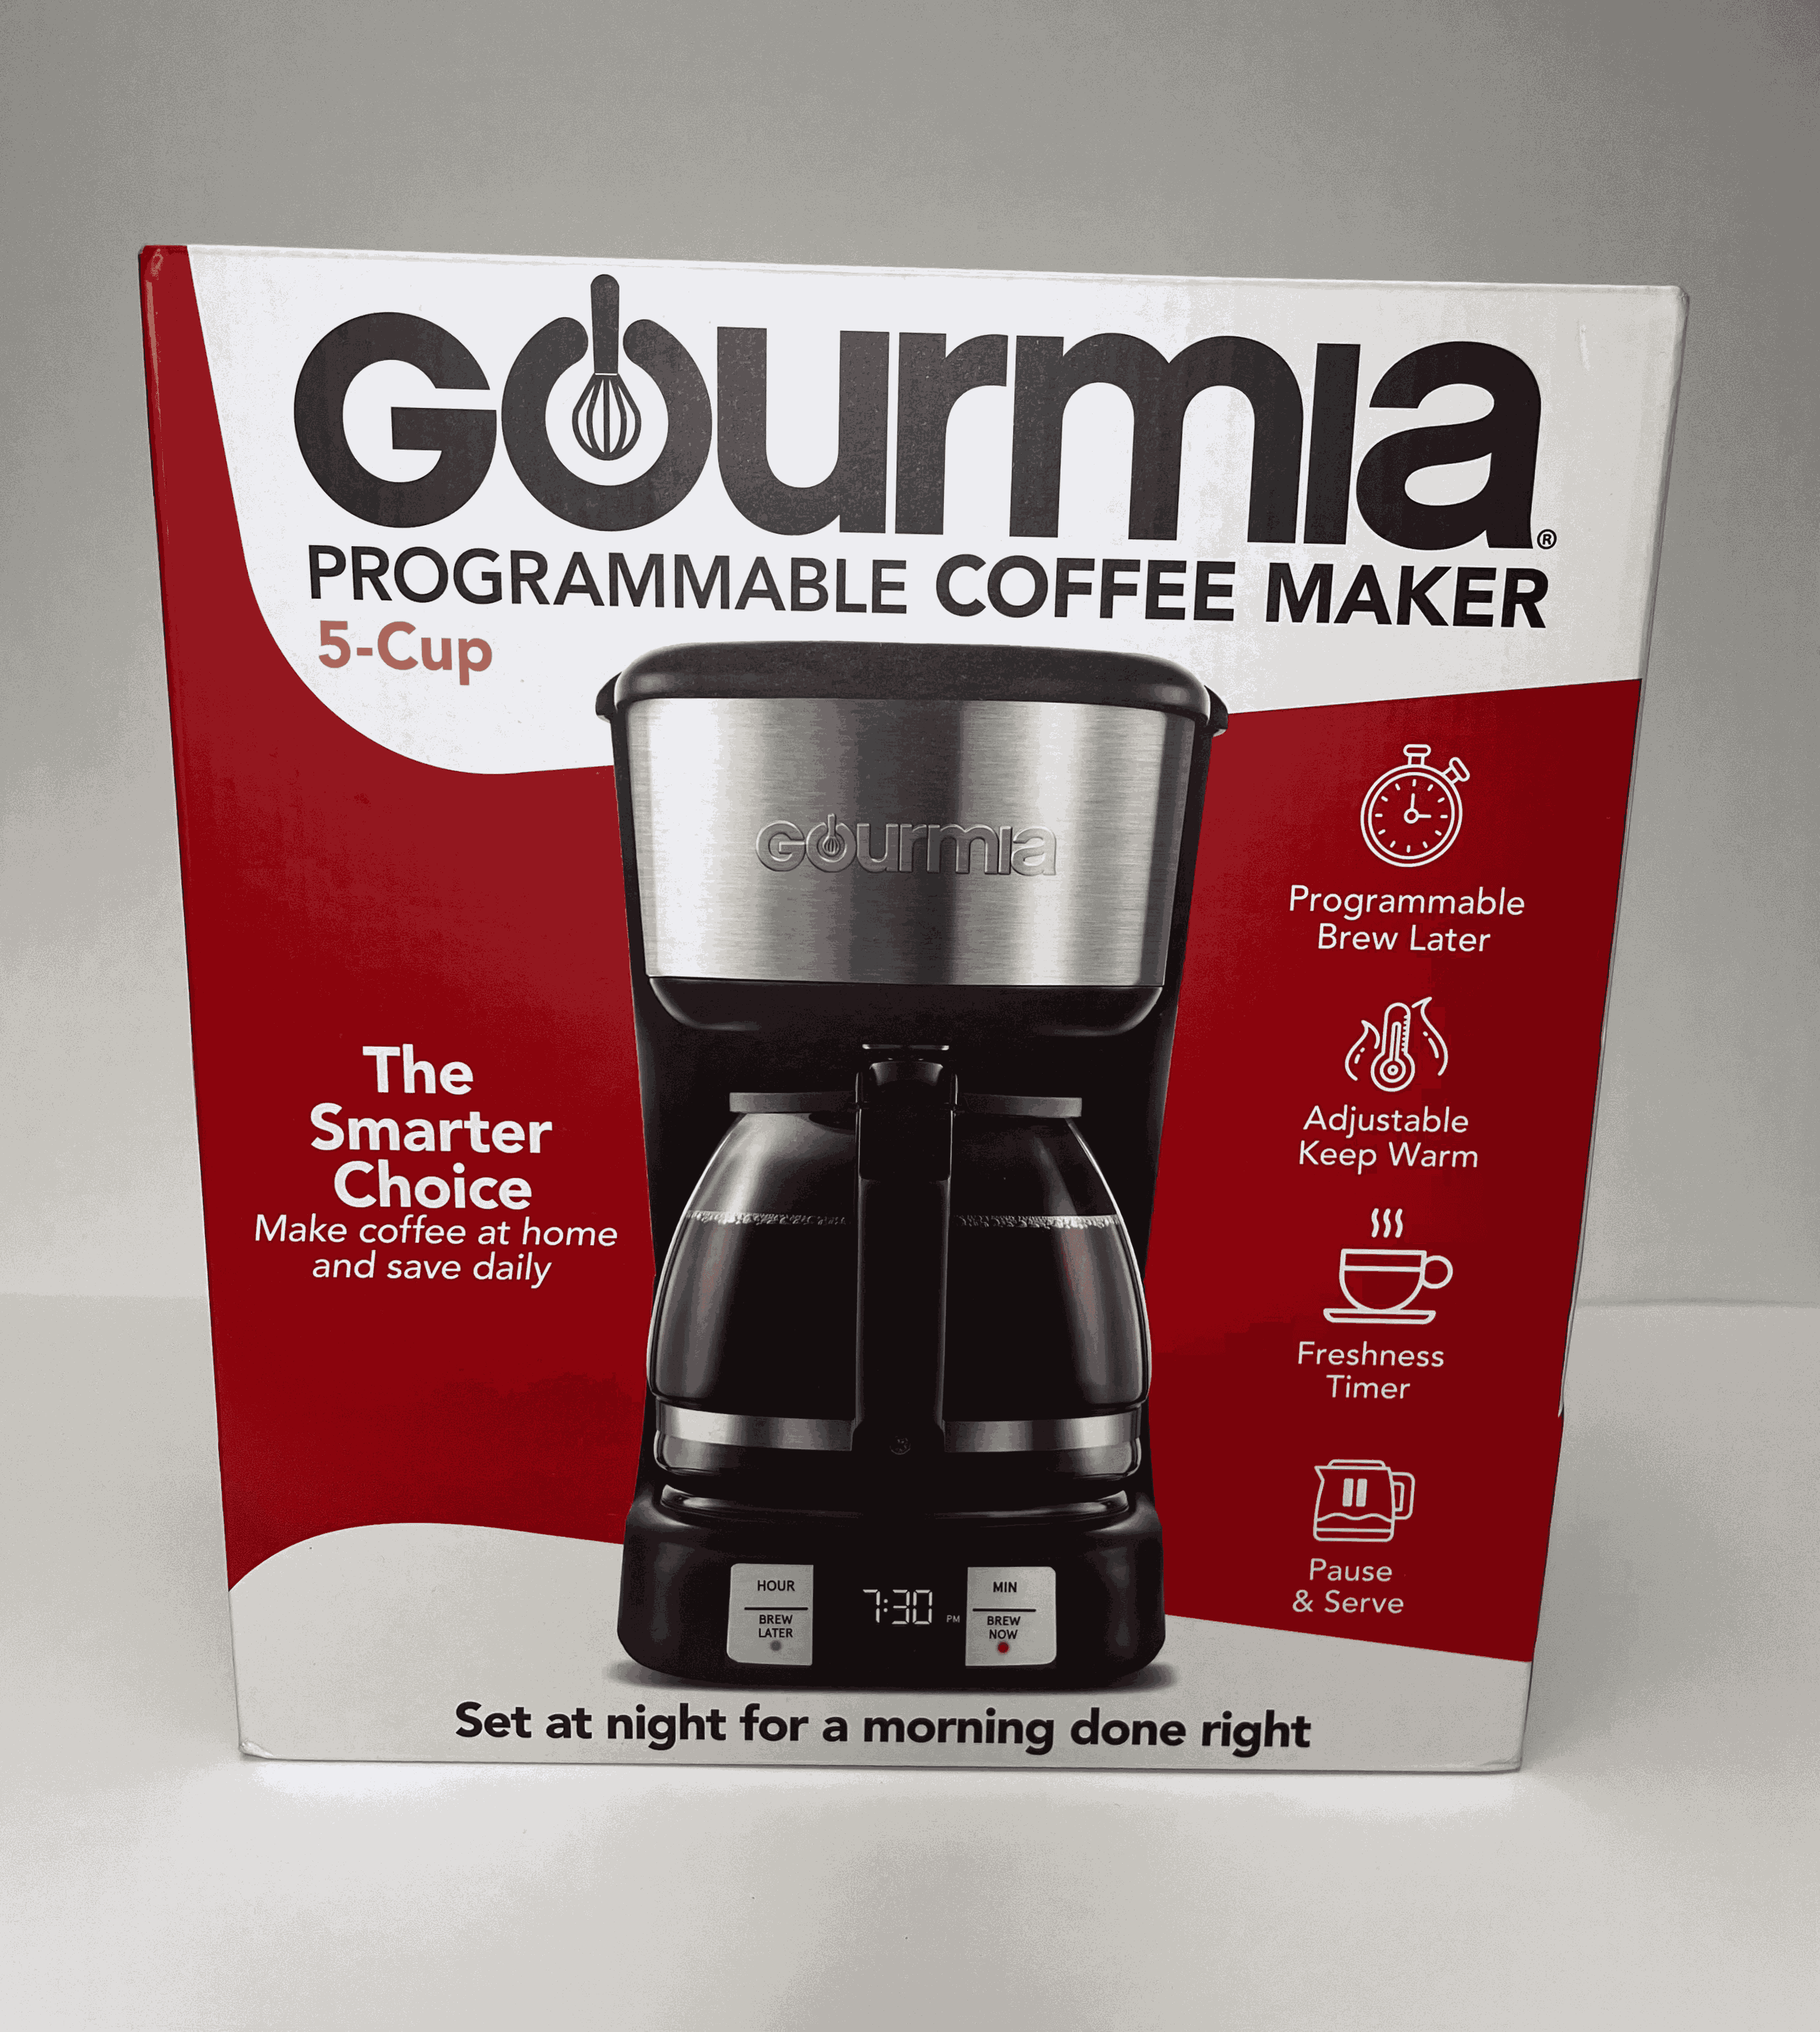 Gourmia®
PROGRAMMABLE COFFEE MAKER
5-Cup
Gourmia
Programmable
Brew Later
Adjustable
Keep Warm
The
Smarter
Choice
Make coffee at home
and save daily
Freshness
Timer
Pause
& Serve
HOUR
BREW
LATER
7:30 PM
MIN
BREW
NOW
Set at night for a morning done right